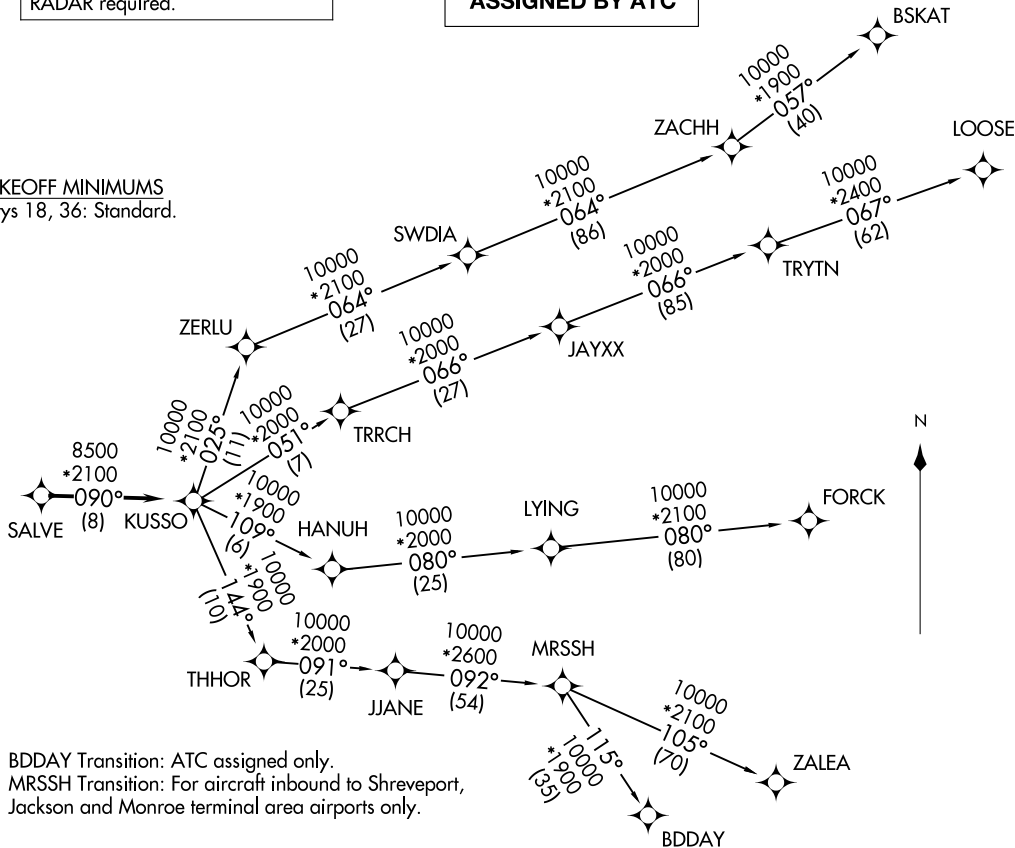 RADAR required.
ASSIGNED BY ATC
BSKAT
10000
*1900
057°
(40)
ZACHH
LOOSE
10000
*2100
064°
(86)
10000
*2400
067°
(62)
KEOFF MINIMUMS
ys 18, 36: Standard.
SWDIA
TRYTN
10000
*2100
064°
(27)
10000
*2000
066°
(85)
ZERLU
JAYXX
10000
*2000
066°
(27)
10000
*2100
025°
(11)
10000
*2000
051°
(7)
TRRCH
N
8500
*2100
090°
(8)
SALVE
KUSSO
10000
*1900
109°
(6)
HANUH
10000
*2000
080°
(25)
LYING
10000
*2100
080°
(80)
FORCK
10000
*1900
144°
(10)
THHOR
10000
*2000
091°
(25)
JJANE
10000
*2600
092°
(54)
MRSSH
10000
*2100
105°
(70)
ZALEA
115°
10000
*1900
(35)
BDDAY
BDDAY Transition: ATC assigned only.
MRSSH Transition: For aircraft inbound to Shreveport,
Jackson and Monroe terminal area airports only.